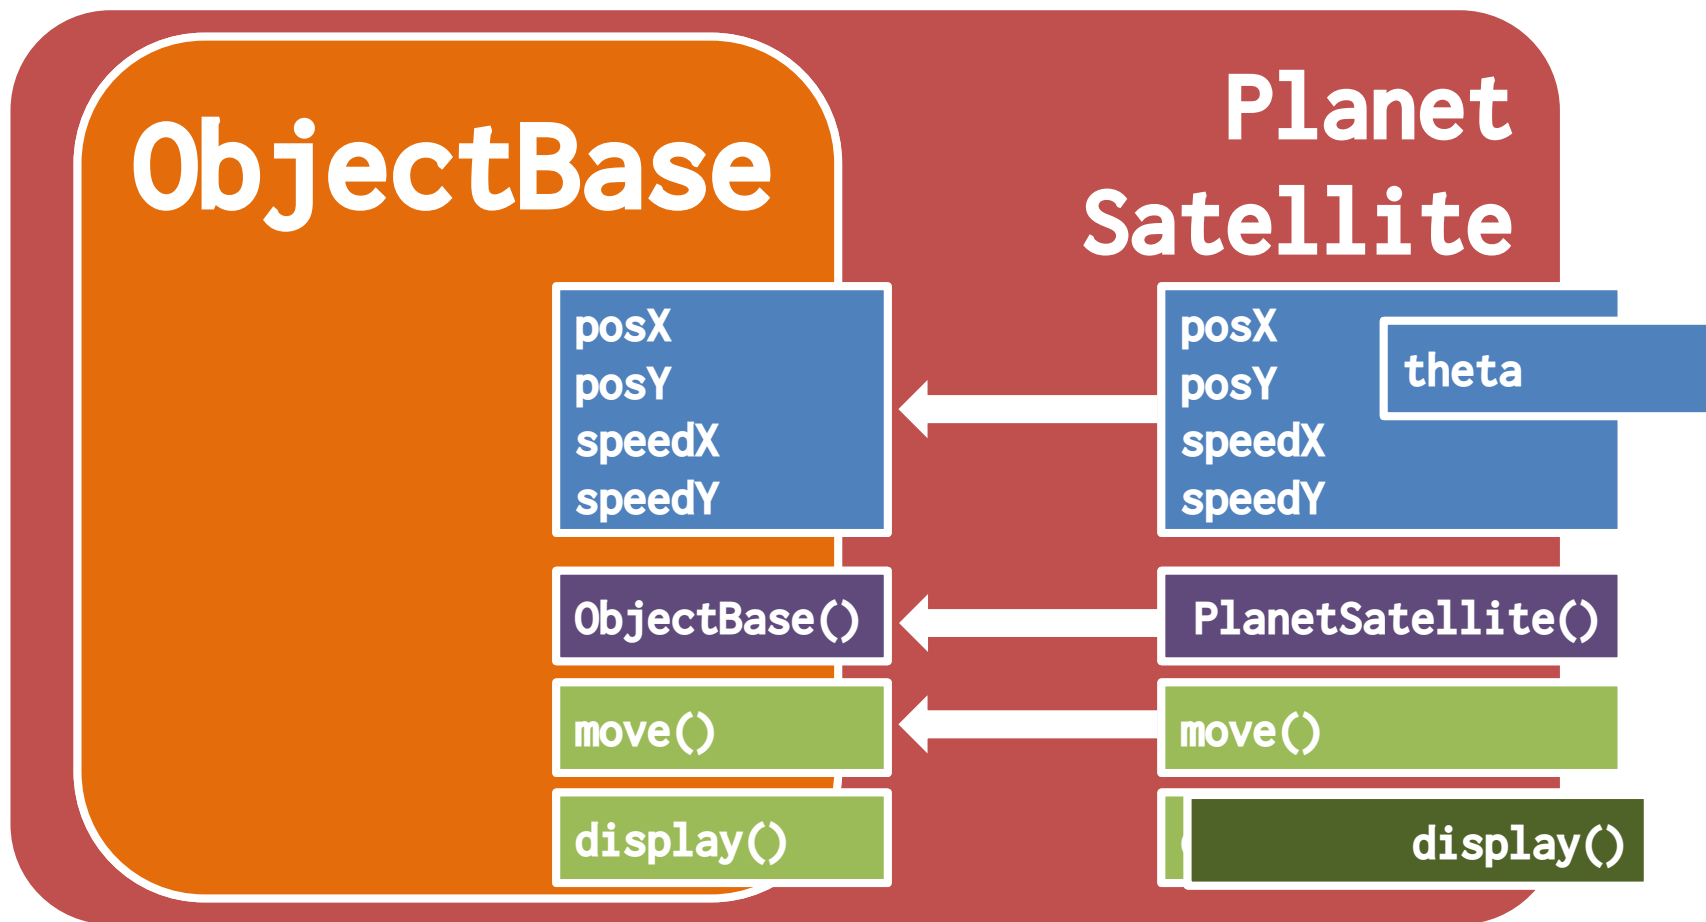 ObjectBase
Planet
Satellite
posX
posY
speedX
speedY
posX
posY
speedX
speedY
theta
ObjectBase()
PlanetSatellite()
move()
move()
display()
display()